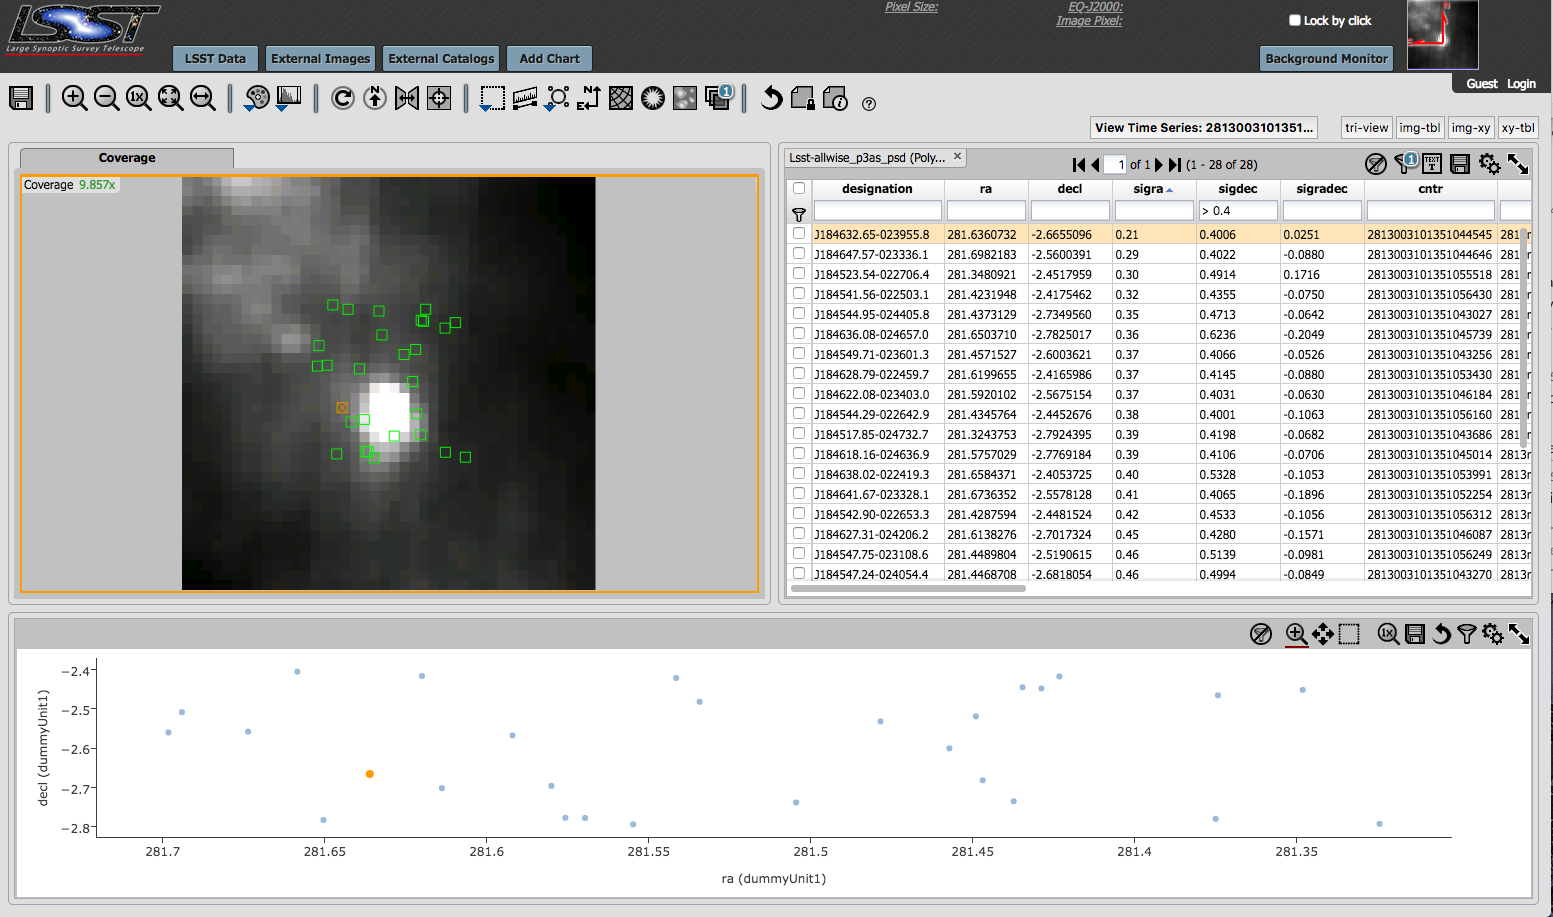 LSST
Large Synoptic Survey Telescope
Pixel Size:
EQ-J2000:
Image Pixel:
Lock by click
N
LSST Data
External Images
External Catalogs
Add Chart
Background Monitor
Guest Login
1x
N
E N
1
i
?
View Time Series: 2813003101351...
tri-view
img-tbl
img-xy
xy-tbl
Coverage
Coverage 9.857x
Lsst-allwise_p3as_psd (Poly...
1 of 1 (1 - 28 of 28)
1
TEXT
T
designation ra decl sigra sigdec sigradec cntr
> 0.4
J184632.65-023955.8 281.6360732 -2.6655096 0.21 0.4006 0.0251 2813003101351044545 281
J184647.57-023336.1 281.6982183 -2.5600391 0.29 0.4022 -0.0880 2813003101351044646 281
J184523.54-022706.4 281.3480921 -2.4517959 0.30 0.4914 0.1716 2813003101351055518 281
J184541.56-022503.1 281.4231948 -2.4175462 0.32 0.4355 -0.0750 2813003101351056430 281
J184544.95-024405.8 281.4373129 -2.7349560 0.35 0.4713 -0.0642 2813003101351043027 281
J184636.08-024657.0 281.6503710 -2.7825017 0.36 0.6236 -0.2049 2813003101351045739 281
J184549.71-023601.3 281.4571527 -2.6003621 0.37 0.4066 -0.0526 2813003101351043256 281
J184628.79-022459.7 281.6199655 -2.4165986 0.37 0.4145 -0.0880 2813003101351053430 281
J184622.08-023403.0 281.5920102 -2.5675154 0.37 0.4031 -0.0630 2813003101351046184 281
J184544.29-022642.9 281.4345764 -2.4452676 0.38 0.4001 -0.1063 2813003101351056160 281
J184517.85-024732.7 281.3243753 -2.7924395 0.39 0.4198 -0.0682 2813003101351043686 281
J184618.16-024636.9 281.5757029 -2.7769184 0.39 0.4106 -0.0706 2813003101351045014 2813r
J184638.02-022419.3 281.6584371 -2.4053725 0.40 0.5328 -0.1053 2813003101351053991 2813r
J184641.67-023328.1 281.6736352 -2.5578128 0.41 0.4065 -0.1896 2813003101351052254 2813r
J184542.90-022653.3 281.4287594 -2.4481524 0.42 0.4533 -0.1056 2813003101351056312 2813r
J184627.31-024206.2 281.6138276 -2.7017324 0.45 0.4280 -0.1571 2813003101351046087 2813r
J184547.75-023108.6 281.4489804 -2.5190615 0.46 0.5139 -0.0981 2813003101351056249 2813r
J184547.24-024054.4 281.4468708 -2.6818054 0.46 0.4994 -0.0849 2813003101351043270 2813r
1x
−2.4
−2.5
−2.6
−2.7
−2.8
decl (dummyUnit1)
281.7 281.65 281.6 281.55 281.5 281.45 281.4 281.35
ra (dummyUnit1)